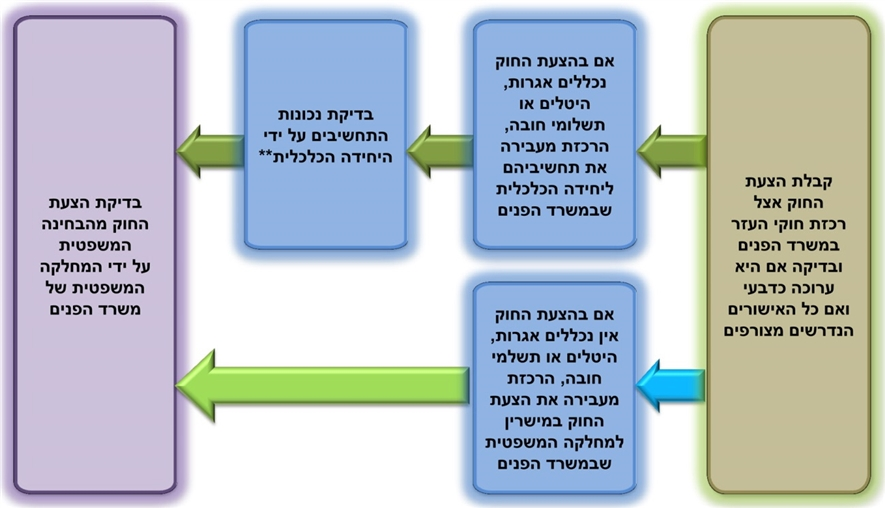 קבלת הצעת
החוק אצל
רכזת חוקי העזר
במשרד הפנים
ובדיקה אם היא
ערוכה כדבעי
ואם כל האישורים
הנדרשים מצורפים
אם בהצעת החוק
נכללים אגרות,
היטלים או
תשלומי חובה,
הרכזת מעבירה
את תחשיביהם
ליחידה הכלכלית
שבמשרד הפנים
בדיקת נכונות
התחשיבים על ידי
היחידה הכלכלית**
אם בהצעת החוק
אין נכללים אגרות,
היטלים או תשלמי
חובה, הרכזת
מעבירה את הצעת
החוק במישרין
למחלקה המשפטית
שבמשרד הפנים
בדיקת הצעת
החוק מהבחינה
המשפטית
על ידי המחלקה
המשפטית של
משרד הפנים